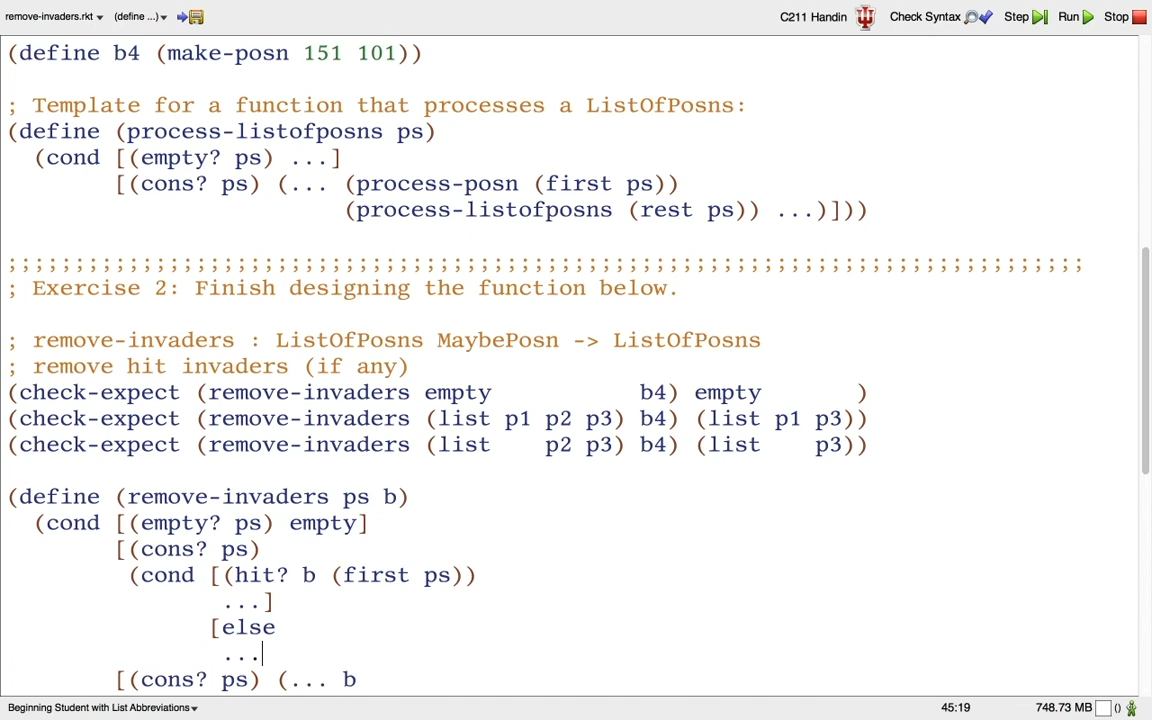 remove-invaders.rkt (define ...) C211 Handin Check Syntax Step Run Stop
(define b4 (make-posn 151 101))
; Template for a function that processes a ListOfPosns:
(define (process-listofposns ps)
(cond [(empty? ps) ...]
[(cons? ps) (... (process-posn (first ps))
(process-listofposns (rest ps)) ...)]))
;;;;;;;;;;;;;;;;;;;;;;;;;;;;;;;;;;;;;;;;;;;;;;;;;;;;;;;;;;;;;;;;;;;;;;;;;;;;;;;;
; Exercise 2: Finish designing the function below.
; remove-invaders : ListOfPosns MaybePosn -> ListOfPosns
; remove hit invaders (if any)
(check-expect (remove-invaders empty b4) empty )
(check-expect (remove-invaders (list p1 p2 p3) b4) (list p1 p3))
(check-expect (remove-invaders (list p2 p3) b4) (list p3))
(define (remove-invaders ps b)
(cond [(empty? ps) empty]
[(cons? ps)
(cond [(hit? b (first ps))
...]
[else
...
[(cons? ps) (... b
Beginning Student with List Abbreviations 45:19 748.73 MB ()